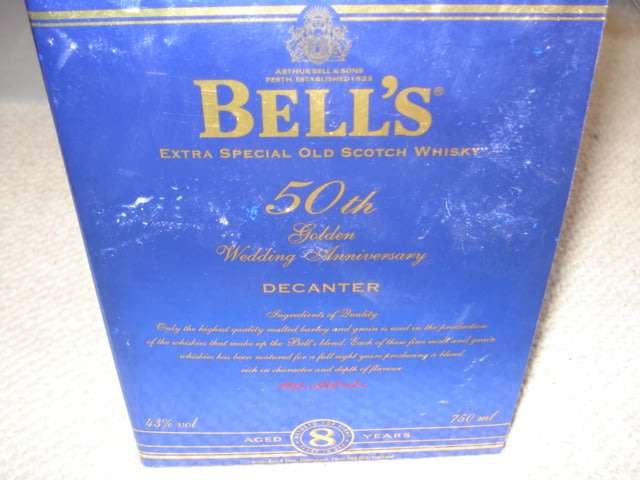 ARTHUR BELL & SONS
PERTH. ESTABLISHED 1825
BELL'S®
EXTRA SPECIAL OLD SCOTCH WHISKY
50th
Golden
Wedding Anniversary
DECANTER
Ingredients of Quality
Only the highest quality malted barley and grain is used in the production
of the whiskies that make up the Bell's blend. Each of these fine malt and grain
whiskies has been matured for a full eight years producing a blend
rich in character and depth of flavour
43% vol
750 ml
AGED 8 YEARS